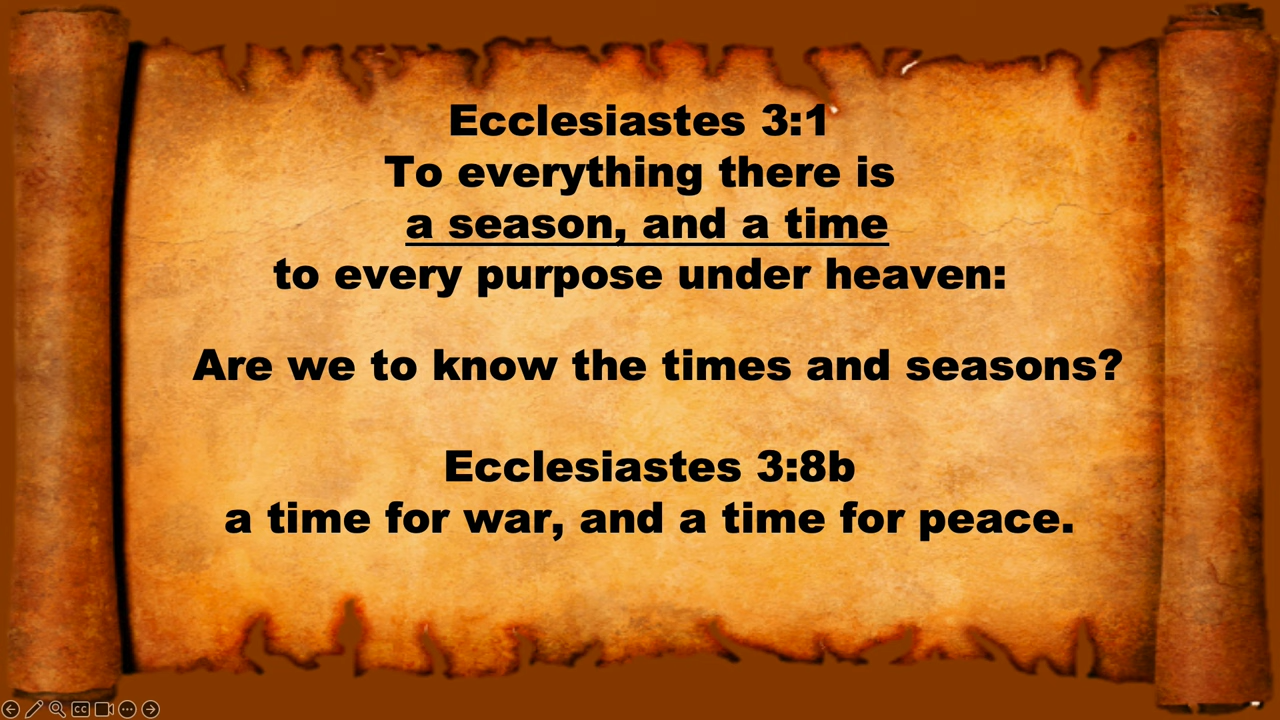 Ecclesiastes 3:1
To everything there is
a season, and a time
to every purpose under heaven:
Are we to know the times and seasons?
Ecclesiastes 3:8b
a time for war, and a time for peace.
CC